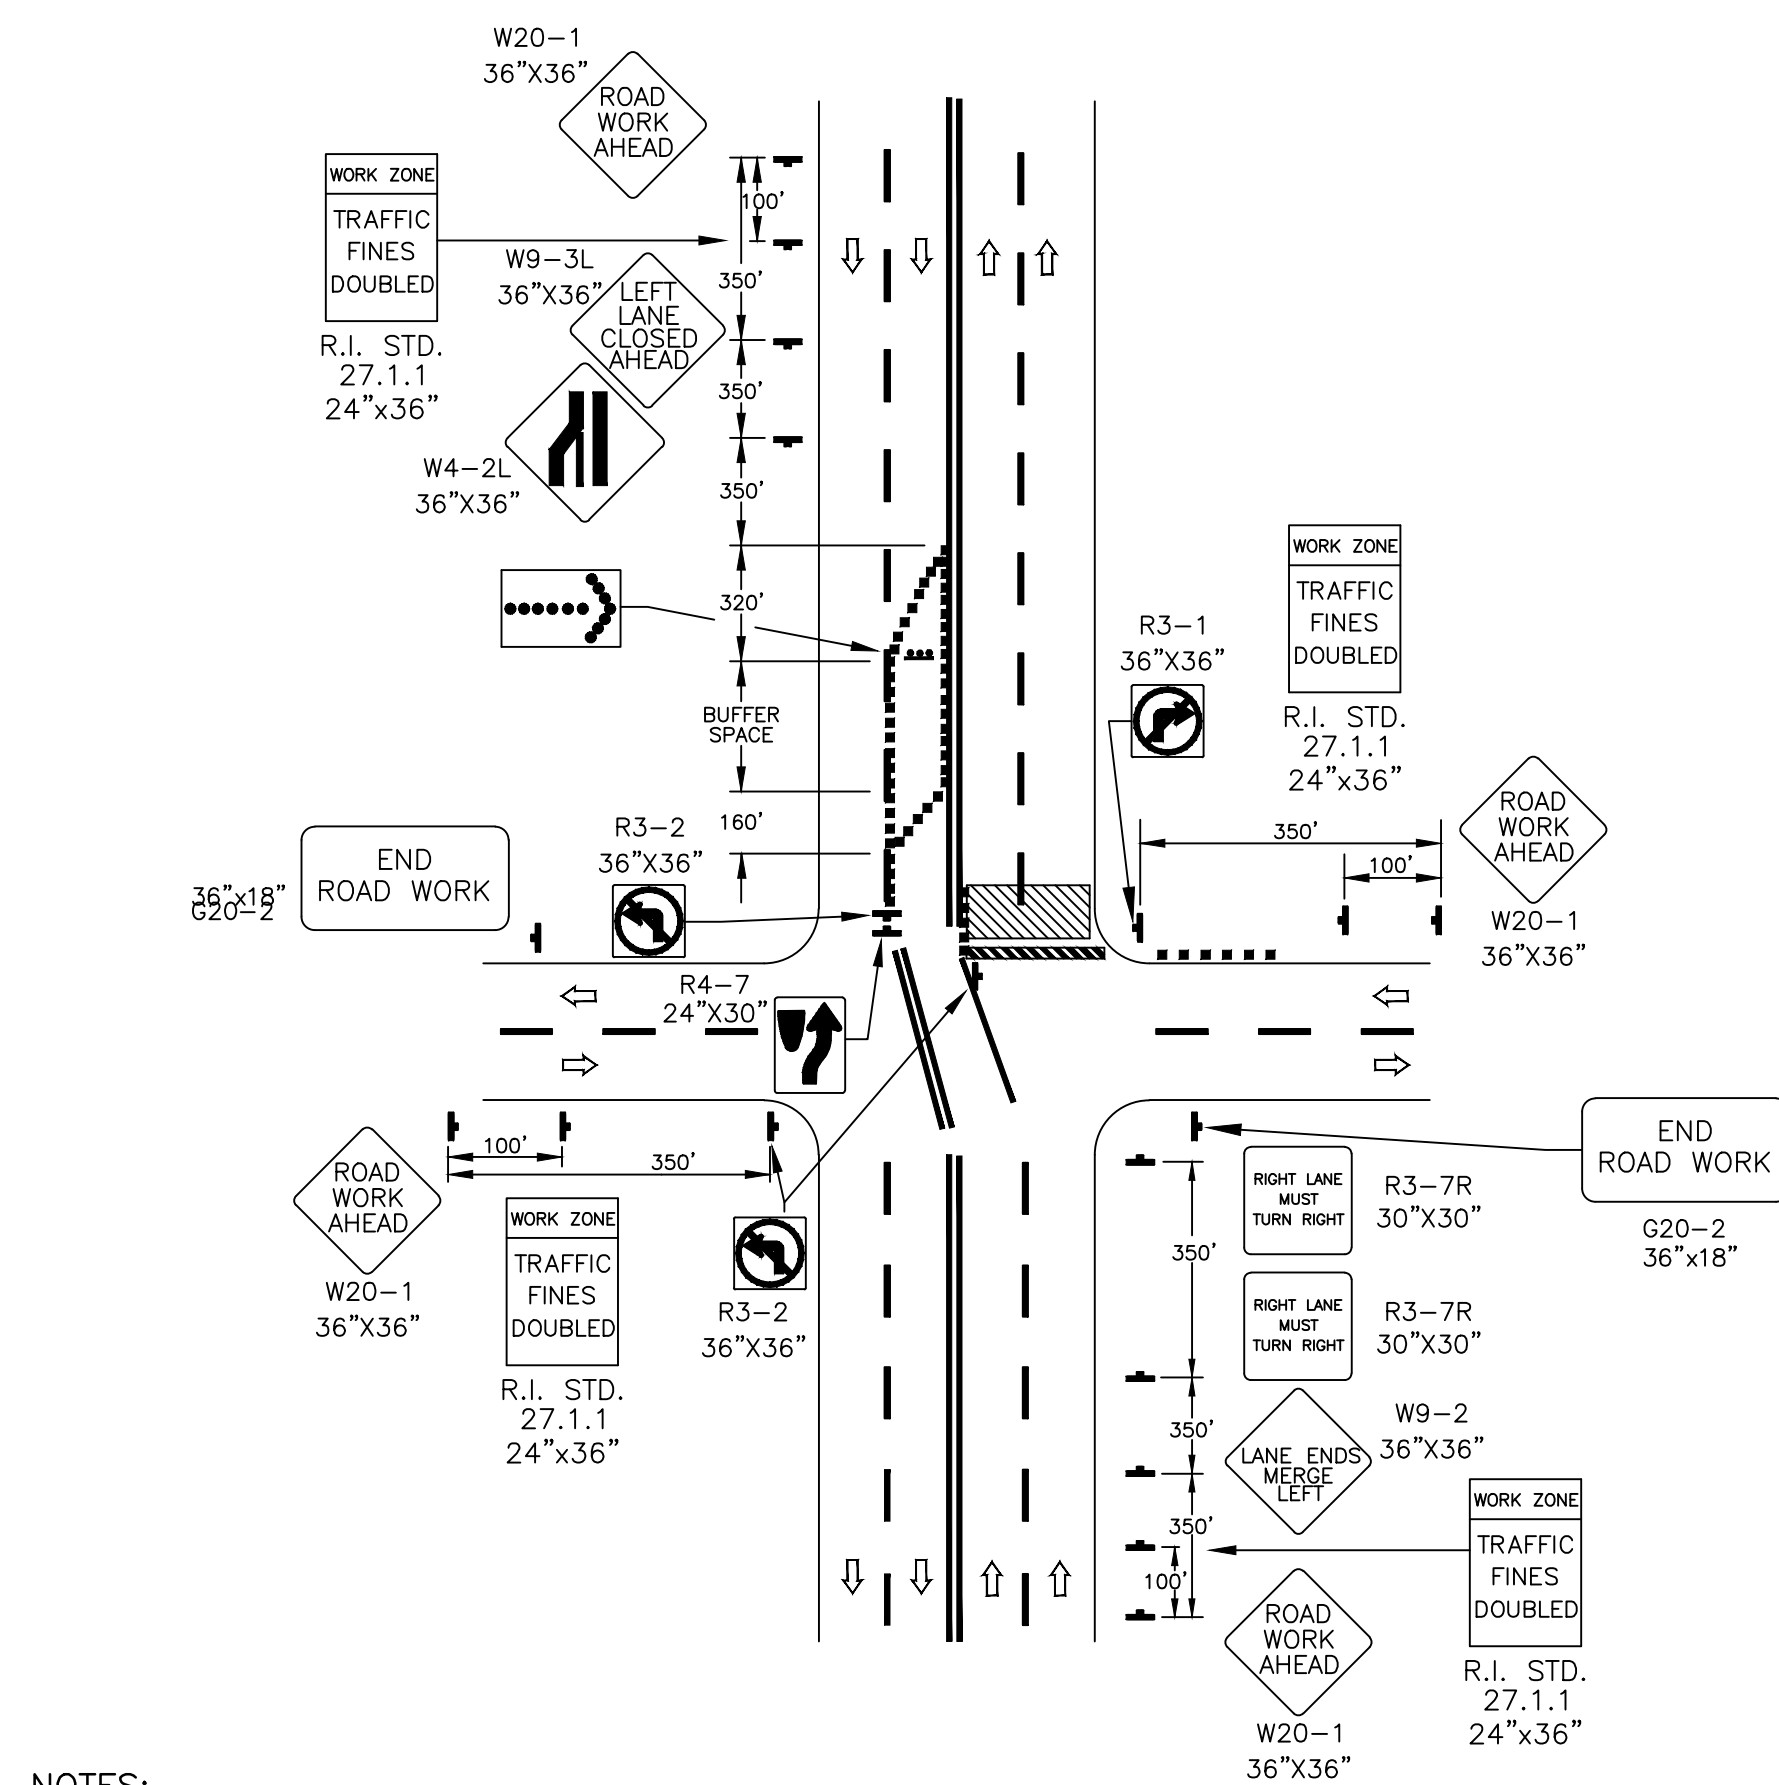 W20-1
36"X36"
ROAD
WORK
AHEAD
WORK ZONE
TRAFFIC
FINES
DOUBLED
R.I. STD.
27.1.1
24"x36"
100'
350'
W9-3L
36"X36"
LEFT
LANE
CLOSED
AHEAD
350'
W4-2L
36"X36"
350'
320'
BUFFER
SPACE
160'
WORK ZONE
TRAFFIC
FINES
DOUBLED
R.I. STD.
27.1.1
24"x36"
R3-1
36"X36"
350'
100'
ROAD
WORK
AHEAD
W20-1
36"X36"
END
ROAD WORK
36"x18"
G20-2
R3-2
36"X36"
R4-7
24"X30"
100'
350'
ROAD
WORK
AHEAD
W20-1
36"X36"
WORK ZONE
TRAFFIC
FINES
DOUBLED
R.I. STD.
27.1.1
24"x36"
R3-2
36"X36"
END
ROAD WORK
G20-2
36"x18"
RIGHT LANE
MUST
TURN RIGHT
R3-7R
30"X30"
350'
RIGHT LANE
MUST
TURN RIGHT
R3-7R
30"X30"
350'
LANE ENDS
MERGE
LEFT
W9-2
36"X36"
350'
100'
WORK ZONE
TRAFFIC
FINES
DOUBLED
R.I. STD.
27.1.1
24"x36"
ROAD
WORK
AHEAD
W20-1
36"X36"
NOTES: